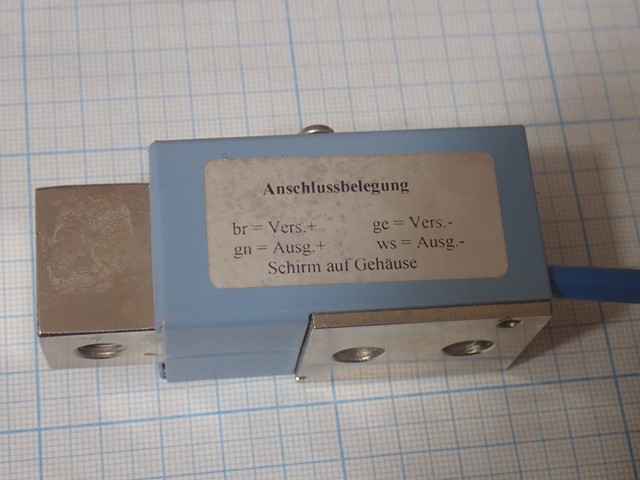 Anschlussbelegung
br = Vers.+ ge = Vers.-
gn = Ausg.+ ws = Ausg.-
Schirm auf Gehäuse